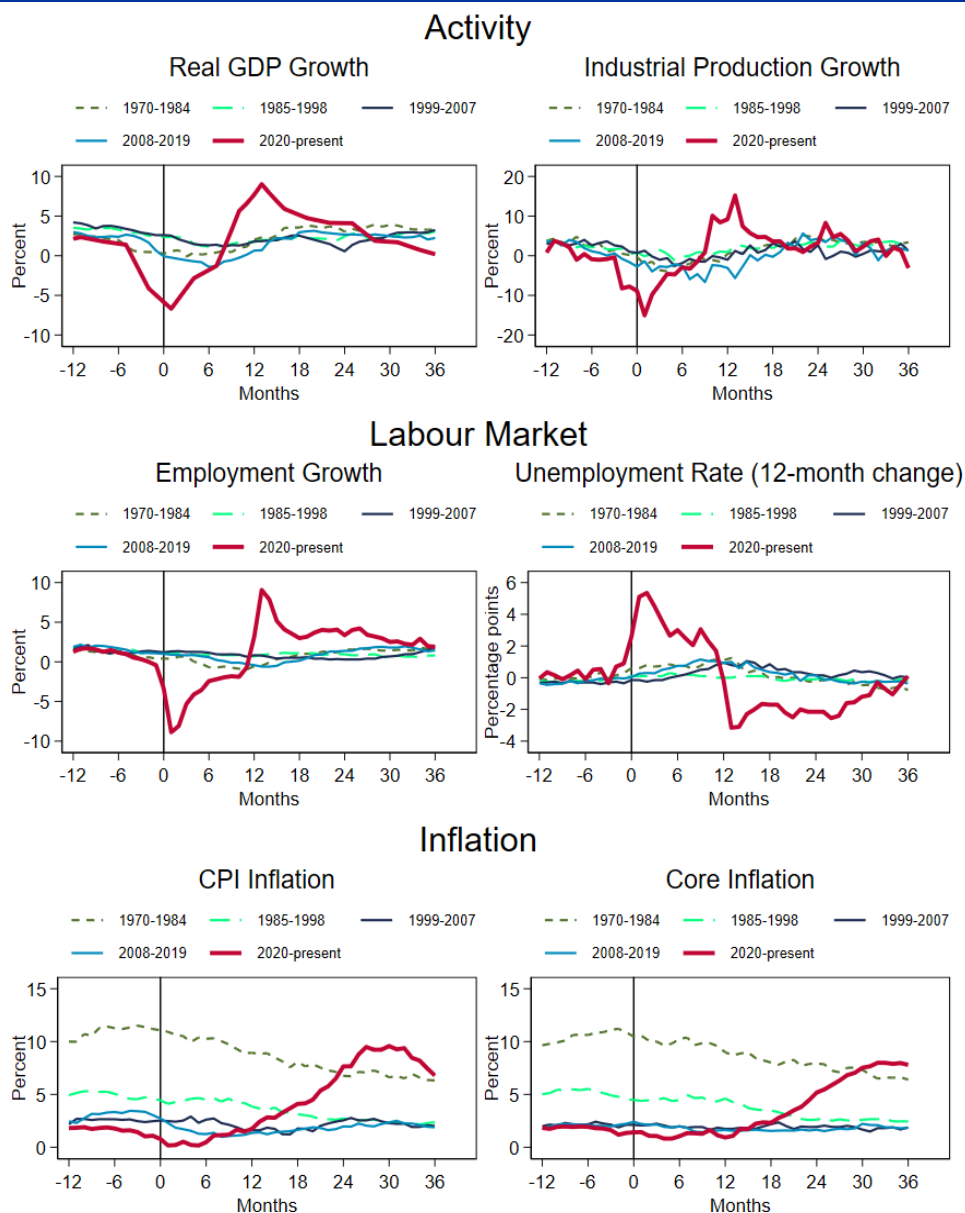 Activity
Real GDP Growth
1970-1984 1985-1998 1999-2007
2008-2019 2020-present
10
5
0
-5
-10
Percent
-12 -6 0 6 12 18 24 30 36
Months
Industrial Production Growth
1970-1984 1985-1998 1999-2007
2008-2019 2020-present
20
10
0
-10
-20
Percent
-12 -6 0 6 12 18 24 30 36
Months
Labour Market
Employment Growth
1970-1984 1985-1998 1999-2007
2008-2019 2020-present
10
5
0
-5
-10
Percent
-12 -6 0 6 12 18 24 30 36
Months
Unemployment Rate (12-month change)
1970-1984 1985-1998 1999-2007
2008-2019 2020-present
6
4
2
0
-2
-4
Percentage points
-12 -6 0 6 12 18 24 30 36
Months
Inflation
CPI Inflation
1970-1984 1985-1998 1999-2007
2008-2019 2020-present
15
10
5
0
Percent
-12 -6 0 6 12 18 24 30 36
Months
Core Inflation
1970-1984 1985-1998 1999-2007
2008-2019 2020-present
15
10
5
0
Percent
-12 -6 0 6 12 18 24 30 36
Months